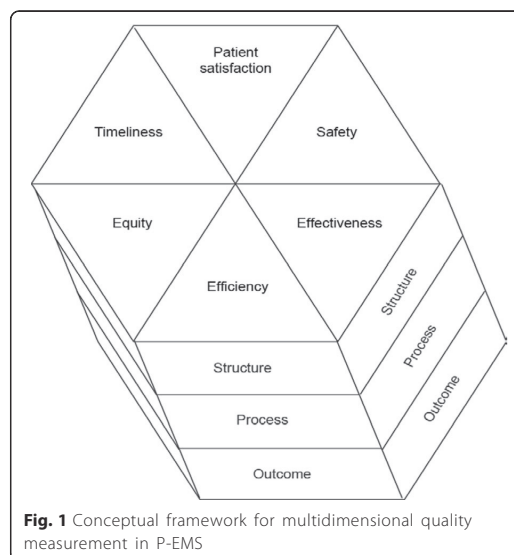 Patient
satisfaction
Timeliness
Safety
Equity
Effectiveness
Efficiency
Structure
Process
Outcome
Structure
Process
Outcome
Fig. 1 Conceptual framework for multidimensional quality
measurement in P-EMS